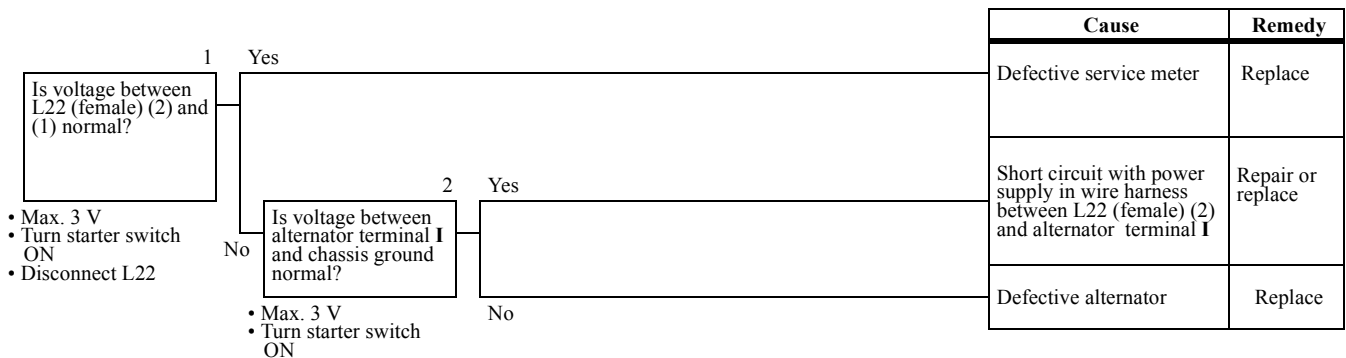 Cause Remedy
1 Yes
Is voltage between
L22 (female) (2) and
(1) normal?
• Max. 3 V
• Turn starter switch
ON
• Disconnect L22
No
2 Yes
Is voltage between
alternator terminal I
and chassis ground
normal?
• Max. 3 V
• Turn starter switch
ON
No
Defective service meter Replace
Short circuit with power
supply in wire harness
between L22 (female) (2)
and alternator terminal I
Repair or
replace
Defective alternator Replace